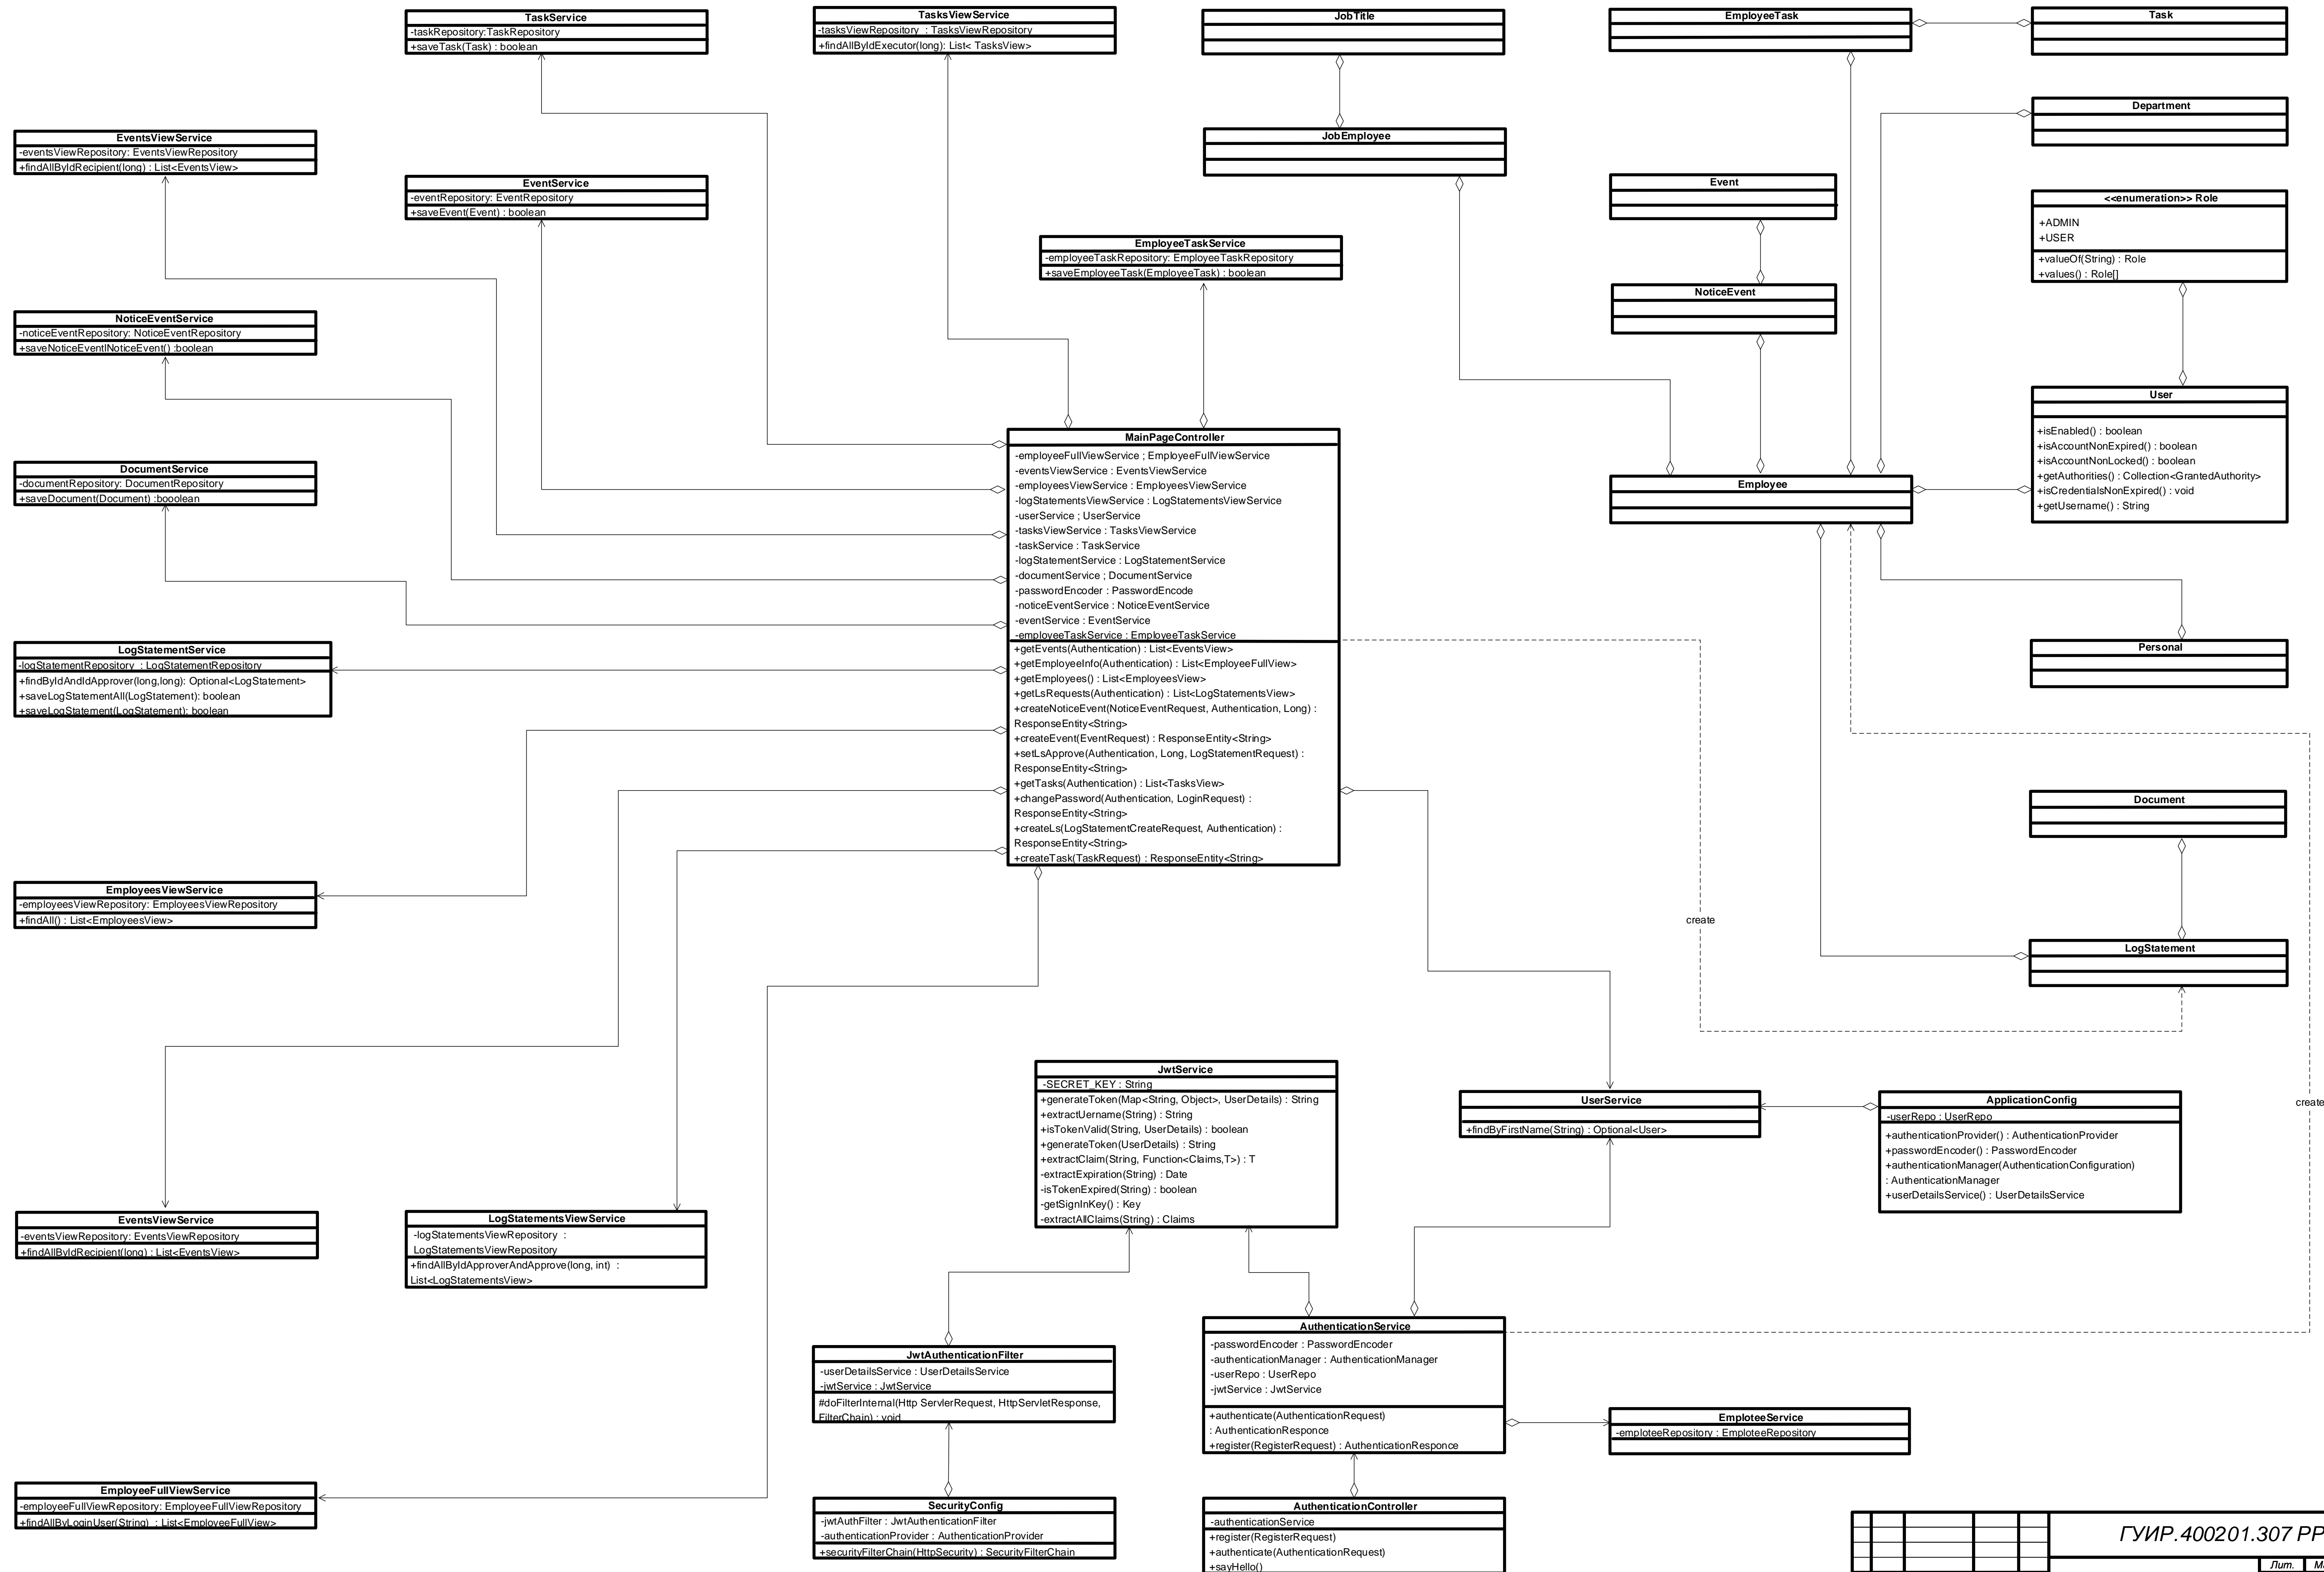 TaskService
-taskRepository:TaskRepository
+saveTask(Task) : boolean
TasksViewService
-tasksViewRepository : TasksViewRepository
+findAllByIdExecutor(long): List< TasksView>
JobTitle
EmployeeTask
Task
Department
JobEmployee
EventsViewService
-eventsViewRepository: EventsViewRepository
+findAllByIdRecipient(long) : List<EventsView>
EventService
-eventRepository: EventRepository
+saveEvent(Event) : boolean
Event
<<enumeration>> Role
+ADMIN
+USER
+valueOf(String) : Role
+values() : Role[]
EmployeeTaskService
-employeeTaskRepository: EmployeeTaskRepository
+saveEmployeeTask(EmployeeTask) : boolean
NoticeEvent
NoticeEventService
-noticeEventRepository: NoticeEventRepository
+saveNoticeEventlNoticeEvent() :boolean
User
+isEnabled() : boolean
+isAccountNonExpired() : boolean
+isAccountNonLocked() : boolean
+getAuthorities() : Collection<GrantedAuthority>
+isCredentialsNonExpired() : void
+getUsername() : String
DocumentService
-documentRepository: DocumentRepository
+saveDocument(Document) :booolean
MainPageController
-employeeFullViewService ; EmployeeFullViewService
-eventsViewService : EventsViewService
-employeesViewService : EmployeesViewService
-logStatementsViewService : LogStatementsViewService
-userService ; UserService
-tasksViewService : TasksViewService
-taskService : TaskService
-logStatementService : LogStatementService
-documentService ; DocumentService
-passwordEncoder : PasswordEncode
-noticeEventService : NoticeEventService
-eventService : EventService
-employeeTaskService : EmployeeTaskService
+getEvents(Authentication) : List<EventsView>
+getEmployeeInfo(Authentication) : List<EmployeeFullView>
+getEmployees() : List<EmployeesView>
+getLsRequests(Authentication) : List<LogStatementsView>
+createNoticeEvent(NoticeEventRequest, Authentication, Long) :
ResponseEntity<String>
+createEvent(EventRequest) : ResponseEntity<String>
+setLsApprove(Authentication, Long, LogStatementRequest) :
ResponseEntity<String>
+getTasks(Authentication) : List<TasksView>
+changePassword(Authentication, LoginRequest) :
ResponseEntity<String>
+createLs(LogStatementCreateRequest, Authentication) :
ResponseEntity<String>
+createTask(TaskRequest) : ResponseEntity<String>
Employee
Personal
LogStatementService
-logStatementRepository : LogStatementRepository
+findByIdAndIdApprover(long,long): Optional<LogStatement>
+saveLogStatementAll(LogStatement): boolean
+saveLogStatement(LogStatement): boolean
Document
EmployeesViewService
-employeesViewRepository: EmployeesViewRepository
+findAll() : List<EmployeesView>
create
LogStatement
JwtService
-SECRET_KEY : String
+generateToken(Map<String, Object>, UserDetails) : String
+extractUername(String) : String
+isTokenValid(String, UserDetails) : boolean
+generateToken(UserDetails) : String
+extractClaim(String, Function<Claims,T>) : T
-extractExpiration(String) : Date
-isTokenExpired(String) : boolean
-getSignInKey() : Key
-extractAllClaims(String) : Claims
UserService
+findByFirstName(String) : Optional<User>
ApplicationConfig
-userRepo : UserRepo
+authenticationProvider() : AuthenticationProvider
+passwordEncoder() : PasswordEncoder
+authenticationManager(AuthenticationConfiguration)
: AuthenticationManager
+userDetailsService() : UserDetailsService
create
EventsViewService
-eventsViewRepository: EventsViewRepository
+findAllByIdRecipient(long) : List<EventsView>
LogStatementsViewService
-logStatementsViewRepository :
LogStatementsViewRepository
+findAllByIdApproverAndApprove(long, int) :
List<LogStatementsView>
AuthenticationService
-passwordEncoder : PasswordEncoder
-authenticationManager : AuthenticationManager
-userRepo : UserRepo
-jwtService : JwtService
+authenticate(AuthenticationRequest)
: AuthenticationResponce
+register(RegisterRequest) : AuthenticationResponce
JwtAuthenticationFilter
-userDetailsService : UserDetailsService
-jwtService : JwtService
#doFilterInternal(Http ServlerRequest, HttpServletResponse,
FilterChain) : void
EmploteeService
-emploteeRepository : EmploteeRepository
EmployeeFullViewService
-employeeFullViewRepository: EmployeeFullViewRepository
+findAllByLoginUser(String) : List<EmployeeFullView>
SecurityConfig
-jwtAuthFilter : JwtAuthenticationFilter
-authenticationProvider : AuthenticationProvider
+securityFilterChain(HttpSecurity) : SecurityFilterChain
AuthenticationController
-authenticationService
+register(RegisterRequest)
+authenticate(AuthenticationRequest)
+sayHello()
ГУИР.400201.307 РР
Лит.